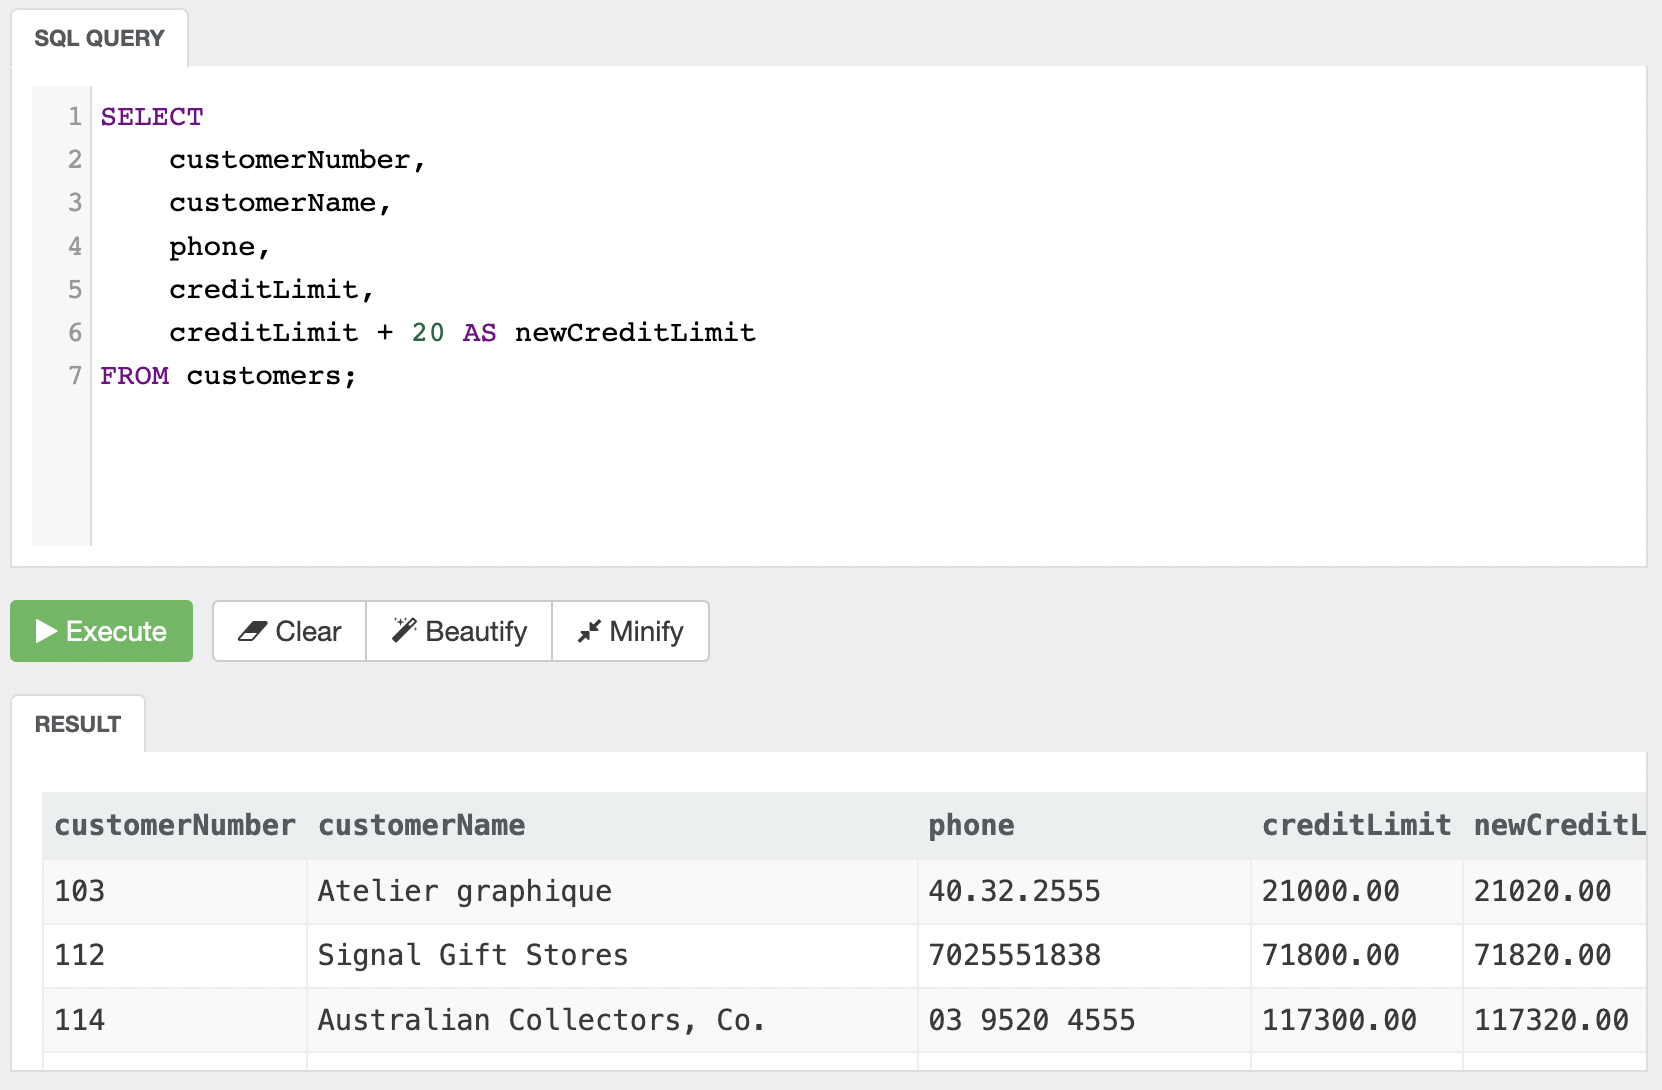 SQL QUERY
1 SELECT
2     customerNumber,
3     customerName,
4     phone,
5     creditLimit,
6     creditLimit + 20 AS newCreditLimit
7 FROM customers;
Execute Clear Beautify Minify
RESULT
customerNumber customerName phone creditLimit newCreditL
103 Atelier graphique 40.32.2555 21000.00 21020.00
112 Signal Gift Stores 7025551838 71800.00 71820.00
114 Australian Collectors, Co. 03 9520 4555 117300.00 117320.00